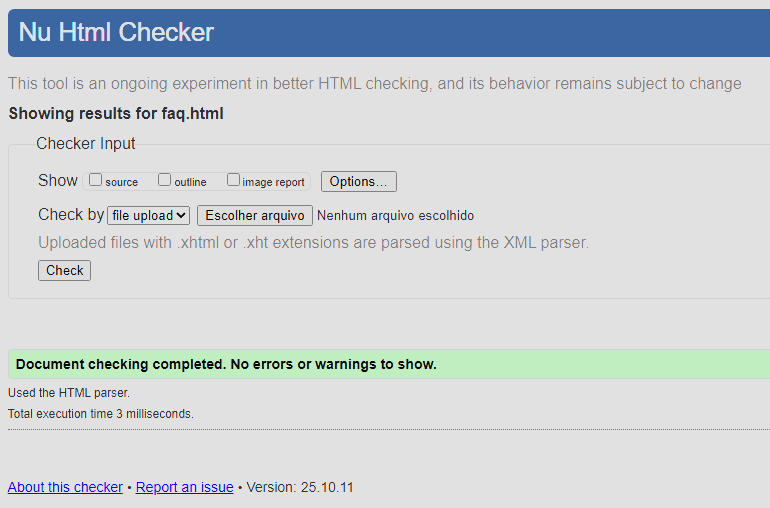 Nu Html Checker
This tool is an ongoing experiment in better HTML checking, and its behavior remains subject to change
Showing results for faq.html
Checker Input
Show source outline image report Options...
Check by file upload Escolher arquivo Nenhum arquivo escolhido
Uploaded files with .xhtml or .xht extensions are parsed using the XML parser.
Check
Document checking completed. No errors or warnings to show.
Used the HTML parser.
Total execution time 3 milliseconds.
About this checker • Report an issue • Version: 25.10.11